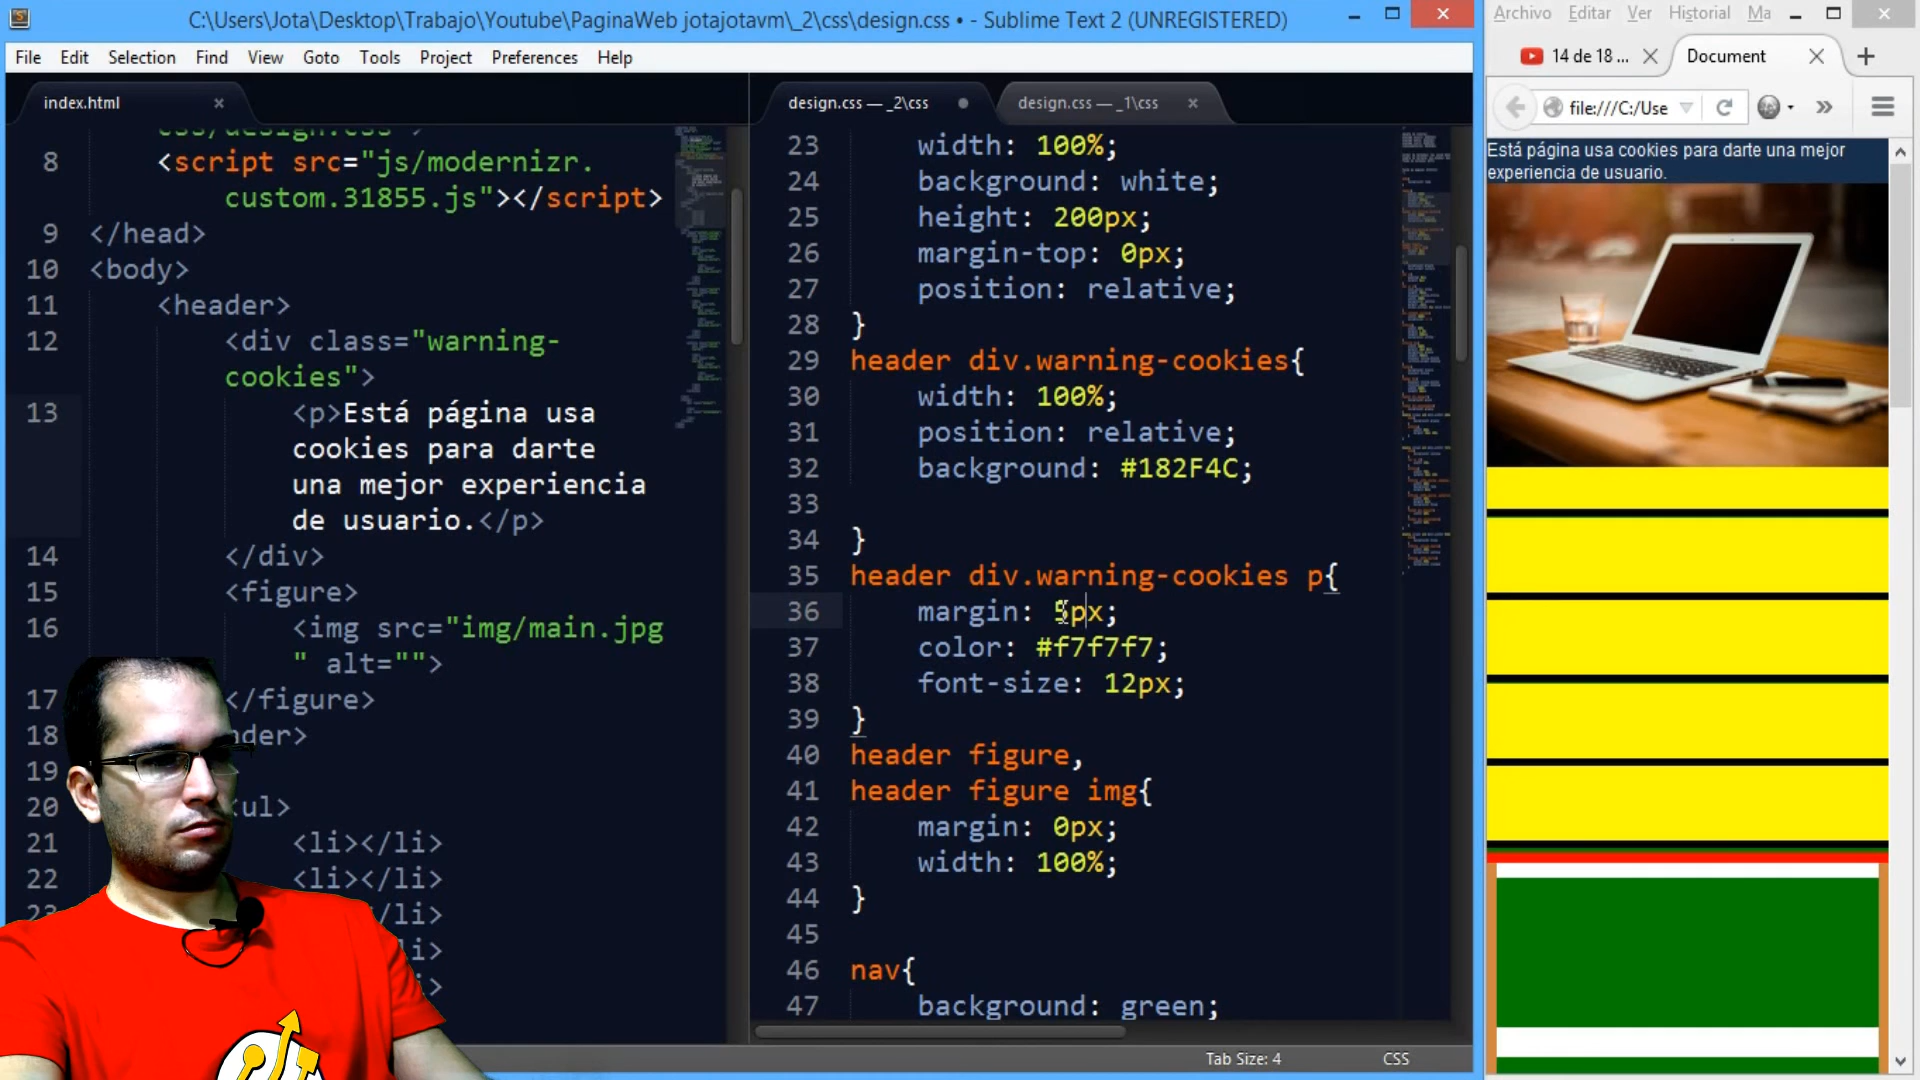 C:\Users\Jota\Desktop\Trabajo\Youtube\PaginaWeb jotajotavm\_2\css\design.css • - Sublime Text 2 (UNREGISTERED)
File Edit Selection Find View Goto Tools Project Preferences Help
index.html ×
css/design.css">
8 <script src="js/modernizr.
custom.31855.js"></script>
9 </head>
10 <body>
11 <header>
12 <div class="warning-
cookies">
13 <p>Está página usa
cookies para darte
una mejor experiencia
de usuario.</p>
14 </div>
15 <figure>
16 <img src="img/main.jpg
" alt="">
17 </figure>
18 der>
19
20 <ul>
21 <li></li>
22 <li></li>
23 /li>
i>
>
design.css — _2\css
design.css — _1\css ×
23 width: 100%;
24 background: white;
25 height: 200px;
26 margin-top: 0px;
27 position: relative;
28 }
29 header div.warning-cookies{
30 width: 100%;
31 position: relative;
32 background: #182F4C;
33
34 }
35 header div.warning-cookies p{
36 margin: 5px;
37 color: #f7f7f7;
38 font-size: 12px;
39 }
40 header figure,
41 header figure img{
42 margin: 0px;
43 width: 100%;
44 }
45
46 nav{
47 background: green;
Tab Size: 4 CSS
Archivo Editar Ver Historial Ma
14 de 18 ... Document
file:///C:/Use
Está página usa cookies para darte una mejor
experiencia de usuario.